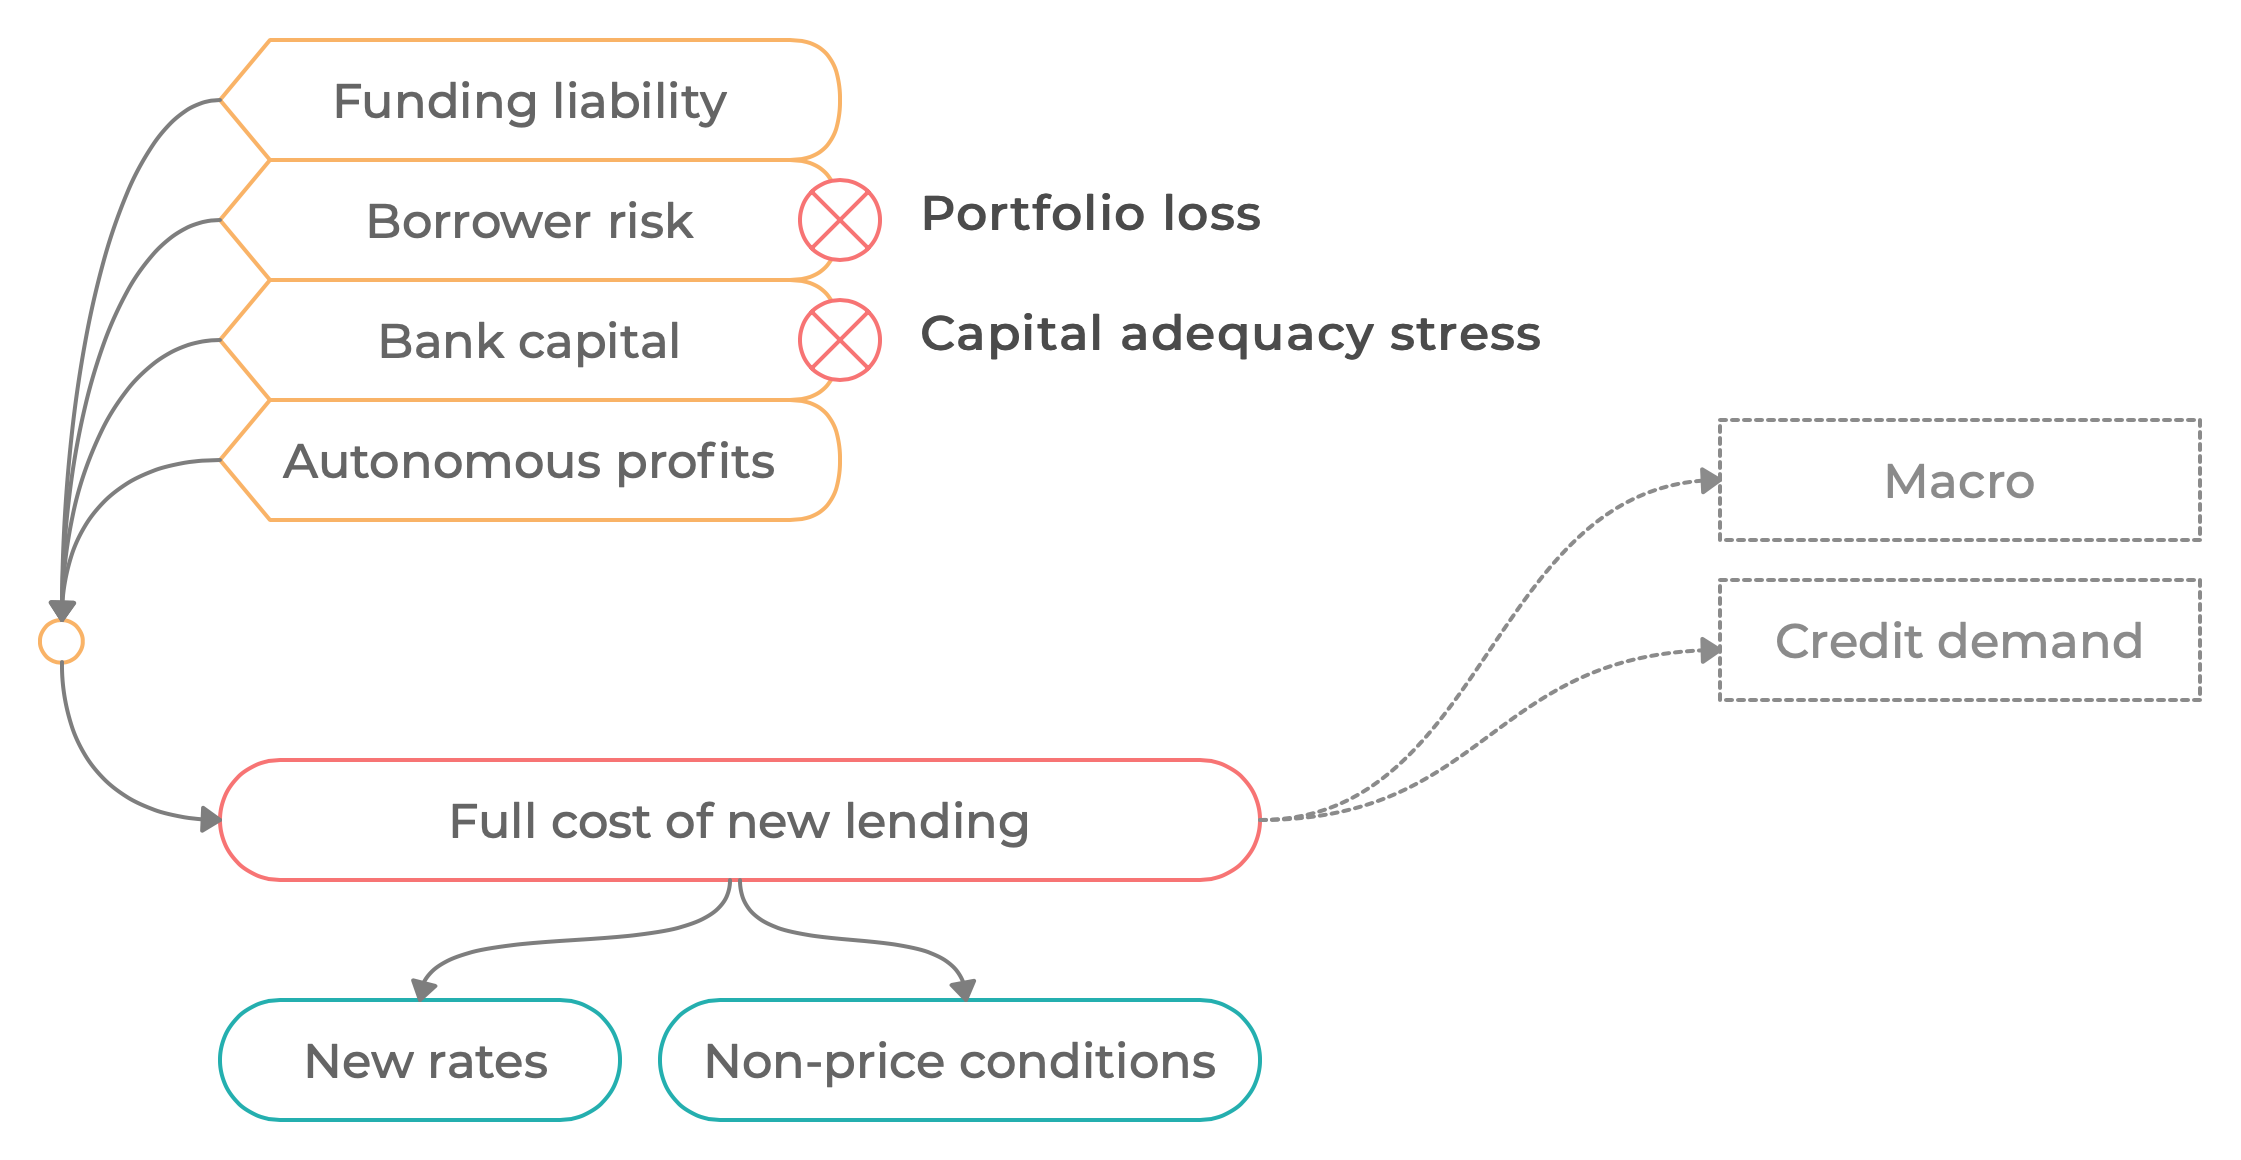 Funding liability
Borrower risk
Portfolio loss
Bank capital
Capital adequacy stress
Autonomous profits
Macro
Credit demand
Full cost of new lending
New rates
Non-price conditions